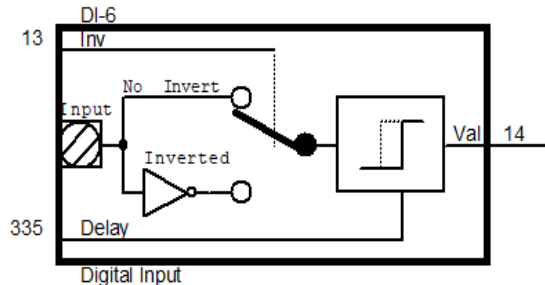 DI-6
13 Inv
No Invert
Input
Val 14
Inverted
335 Delay
Digital Input